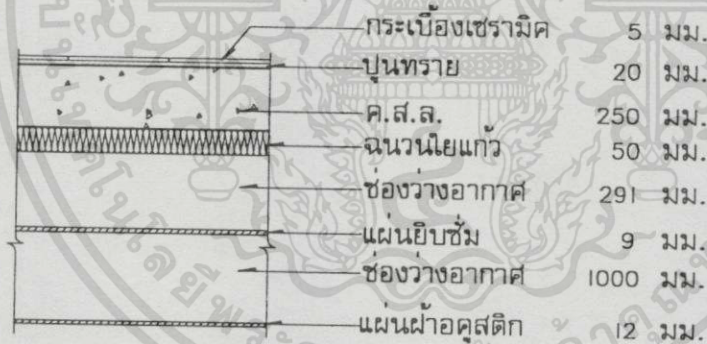 กระเบื้องเซรามิค 5 มม.
ปูนทราย 20 มม.
ค.ส.ล. 250 มม.
ฉนวนใยแก้ว 50 มม.
ช่องว่างอากาศ 291 มม.
แผ่นยิบซั่ม 9 มม.
ช่องว่างอากาศ 1000 มม.
แผ่นฝ้าอคูสติก 12 มม.